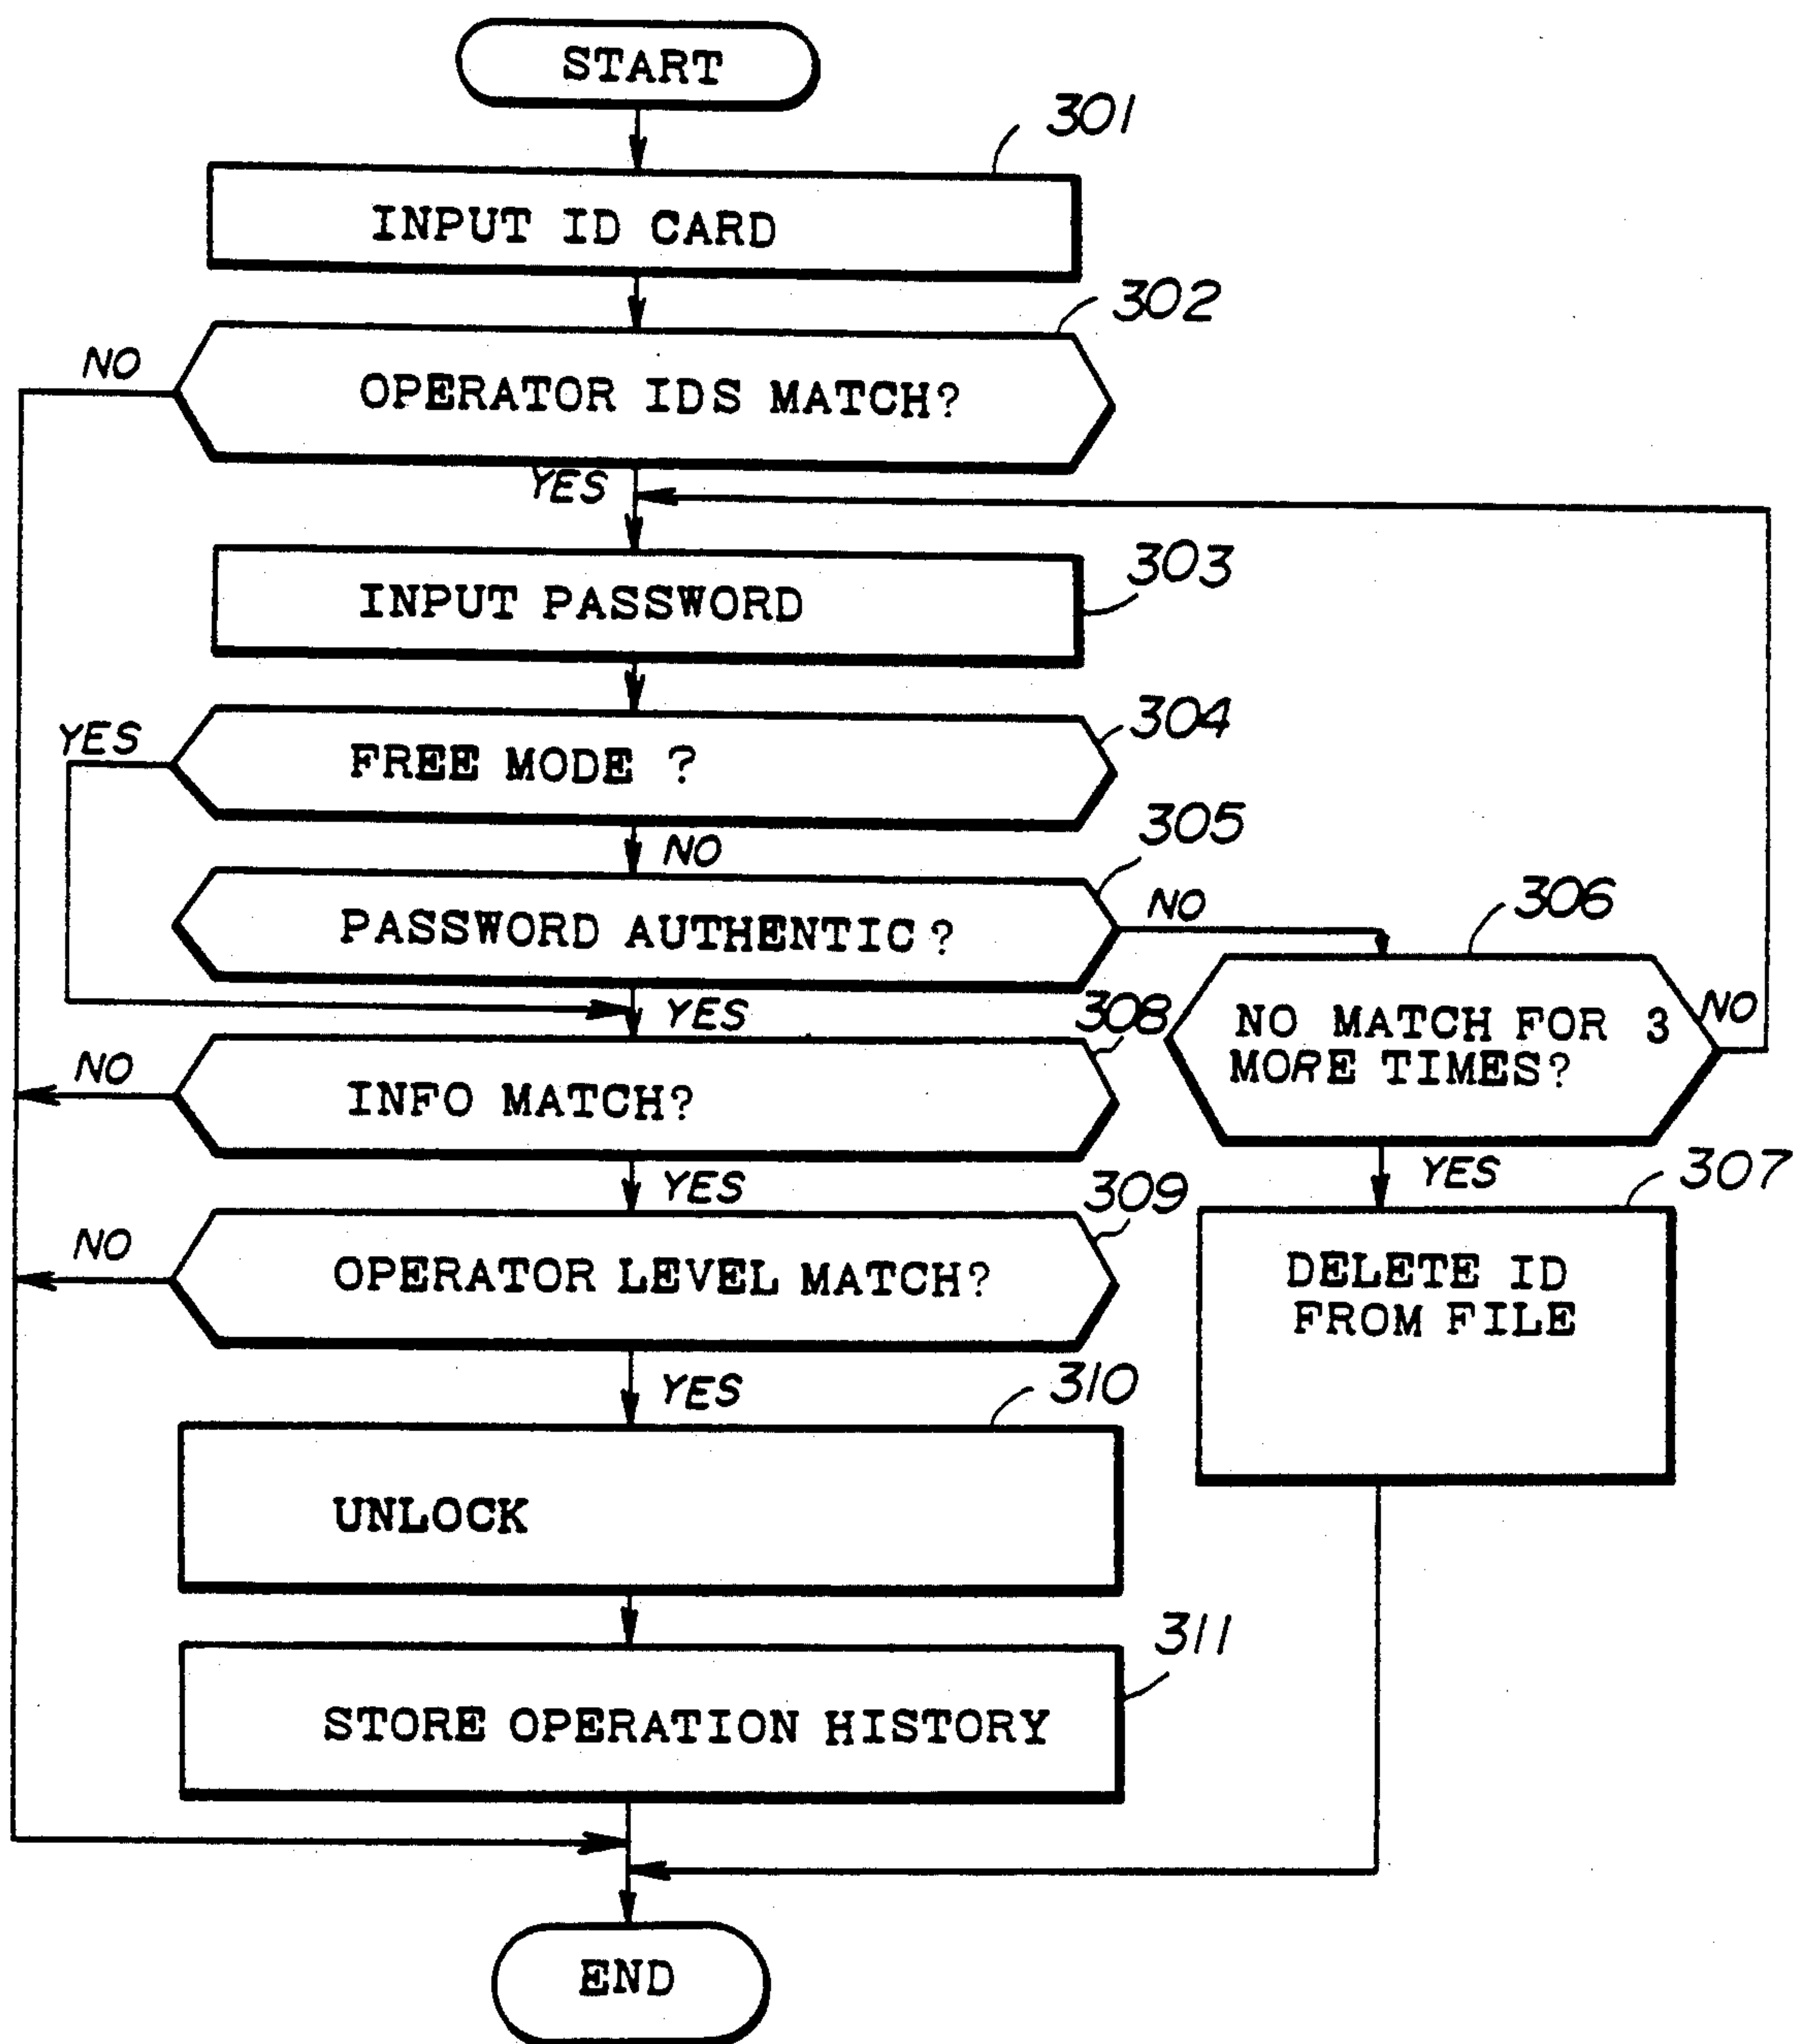 START
301
INPUT ID CARD
302
NO
OPERATOR IDS MATCH?
YES
303
INPUT PASSWORD
304
YES
FREE MODE ?
305
NO
PASSWORD AUTHENTIC ?
NO
306
YES
308
NO MATCH FOR 3
MORE TIMES?
NO
NO
INFO MATCH?
YES
309
YES
307
NO
OPERATOR LEVEL MATCH?
DELETE ID
FROM FILE
YES
310
UNLOCK
311
STORE OPERATION HISTORY
END